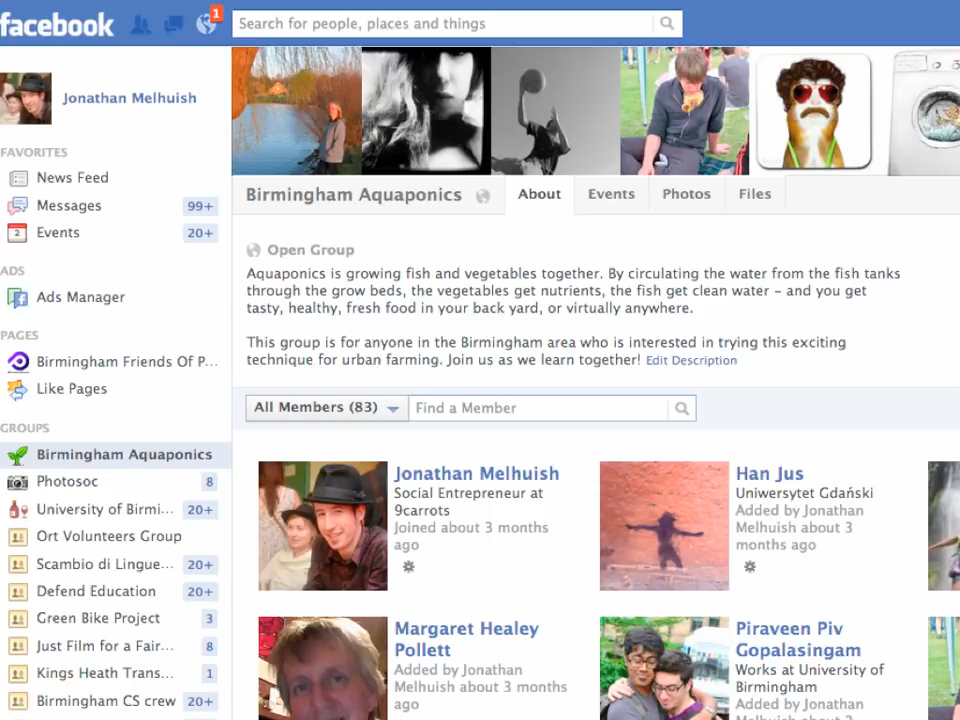 facebook
1
Search for people, places and things
Jonathan Melhuish
FAVORITES
News Feed
Messages 99+
2
Events 20+
ADS
Ads Manager
PAGES
Birmingham Friends Of P...
Like Pages
GROUPS
Birmingham Aquaponics
Photosoc 8
University of Birmi... 20+
Ort Volunteers Group
Scambio di Lingue... 20+
Defend Education 20+
Green Bike Project 3
Just Film for a Fair... 8
Kings Heath Trans... 1
Birmingham CS crew 20+
Birmingham Aquaponics About Events Photos Files
Open Group
Aquaponics is growing fish and vegetables together. By circulating the water from the fish tanks
through the grow beds, the vegetables get nutrients, the fish get clean water – and you get
tasty, healthy, fresh food in your back yard, or virtually anywhere.
This group is for anyone in the Birmingham area who is interested in trying this exciting
technique for urban farming. Join us as we learn together! Edit Description
All Members (83) Find a Member
Jonathan Melhuish
Social Entrepreneur at
9carrots
Joined about 3 months
ago
Han Jus
Uniwersytet Gdański
Added by Jonathan
Melhuish about 3
months ago
Margaret Healey
Pollett
Added by Jonathan
Melhuish about 3 months
ago
Piraveen Piv
Gopalasingam
Works at University of
Birmingham
Added by Jonathan
Melhuish about 3